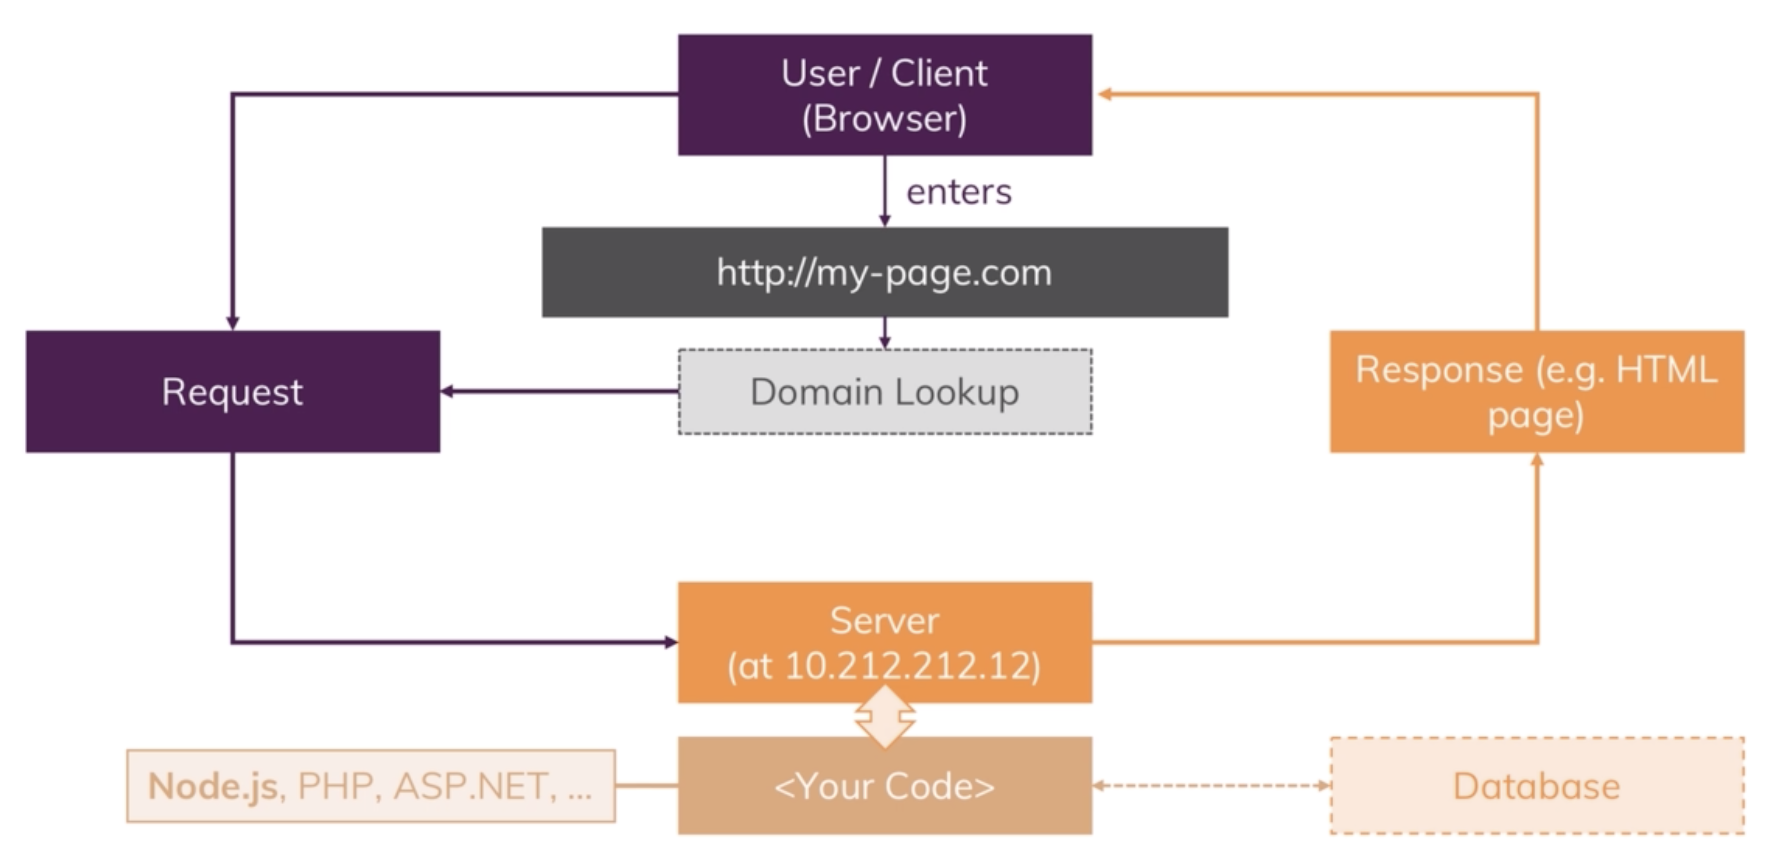 User / Client
(Browser)
enters
http://my-page.com
Request
Domain Lookup
Response (e.g. HTML
page)
Server
(at 10.212.212.12)
Node.js, PHP, ASP.NET, ...
<Your Code>
Database